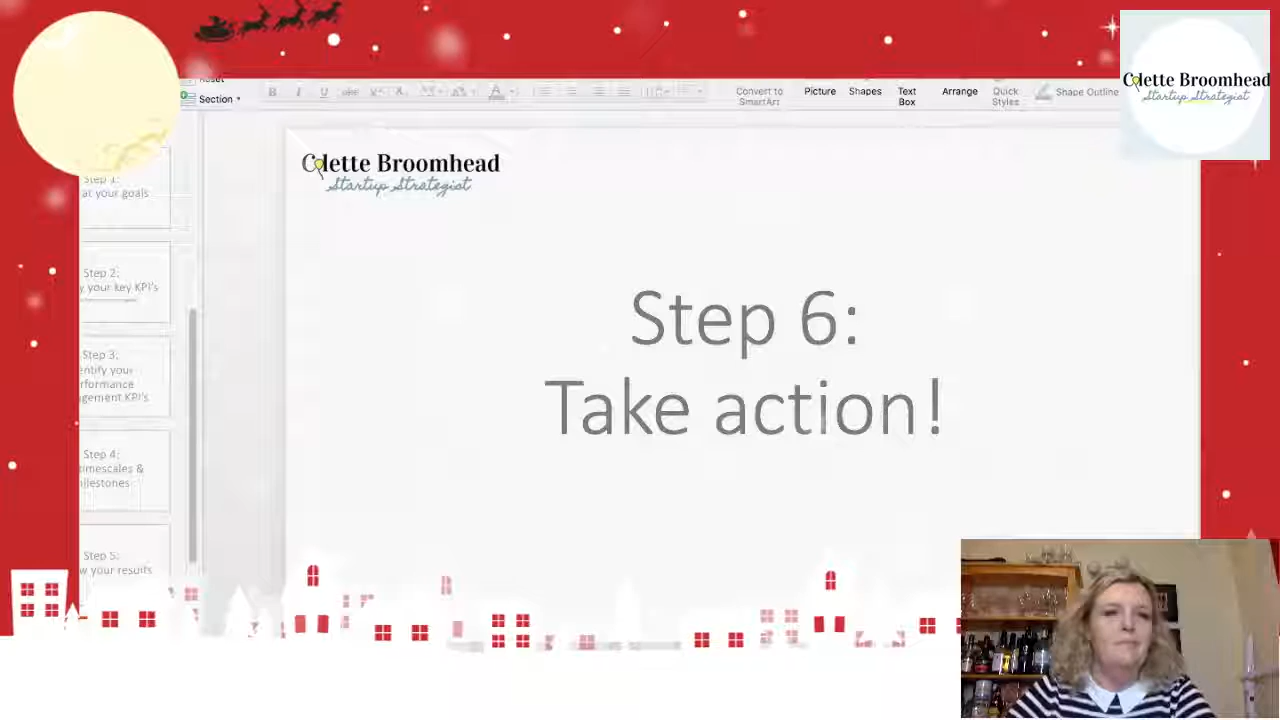 Colette Broomhead
Startup Strategist
Section
Convert to
SmartArt
Picture
Shapes
Text
Box
Arrange
Quick
Styles
Shape Outline
Colette Broomhead
Startup Strategist
Step 1:
at your goals
Step 2:
y your key KPI's
Step 3:
entify your
rformance
gement KPI's
Step 4:
timescales &
ilestones
Step 5:
w your results
Step 6:
Take action!